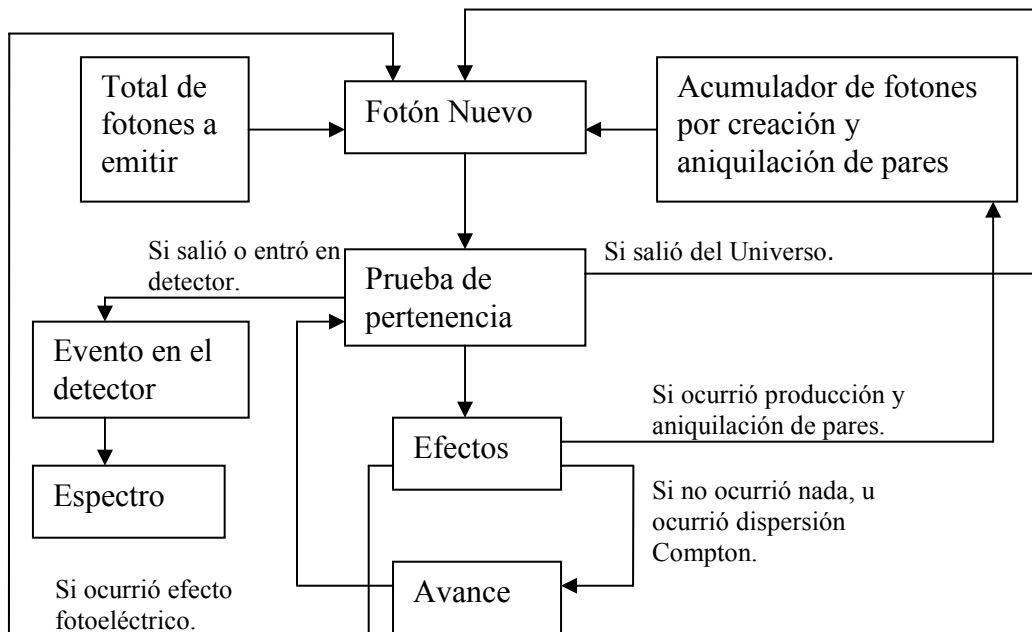 Total de
fotones a
emitir
Fotón Nuevo
Acumulador de fotones
por creación y
aniquilación de pares
Si salió o entró en
detector.
Prueba de
pertenencia
Si salió del Universo.
Evento en el
detector
Si ocurrió producción y
aniquilación de pares.
Efectos
Espectro
Si no ocurrió nada, u
ocurrió dispersión
Compton.
Si ocurrió efecto
fotoeléctrico.
Avance